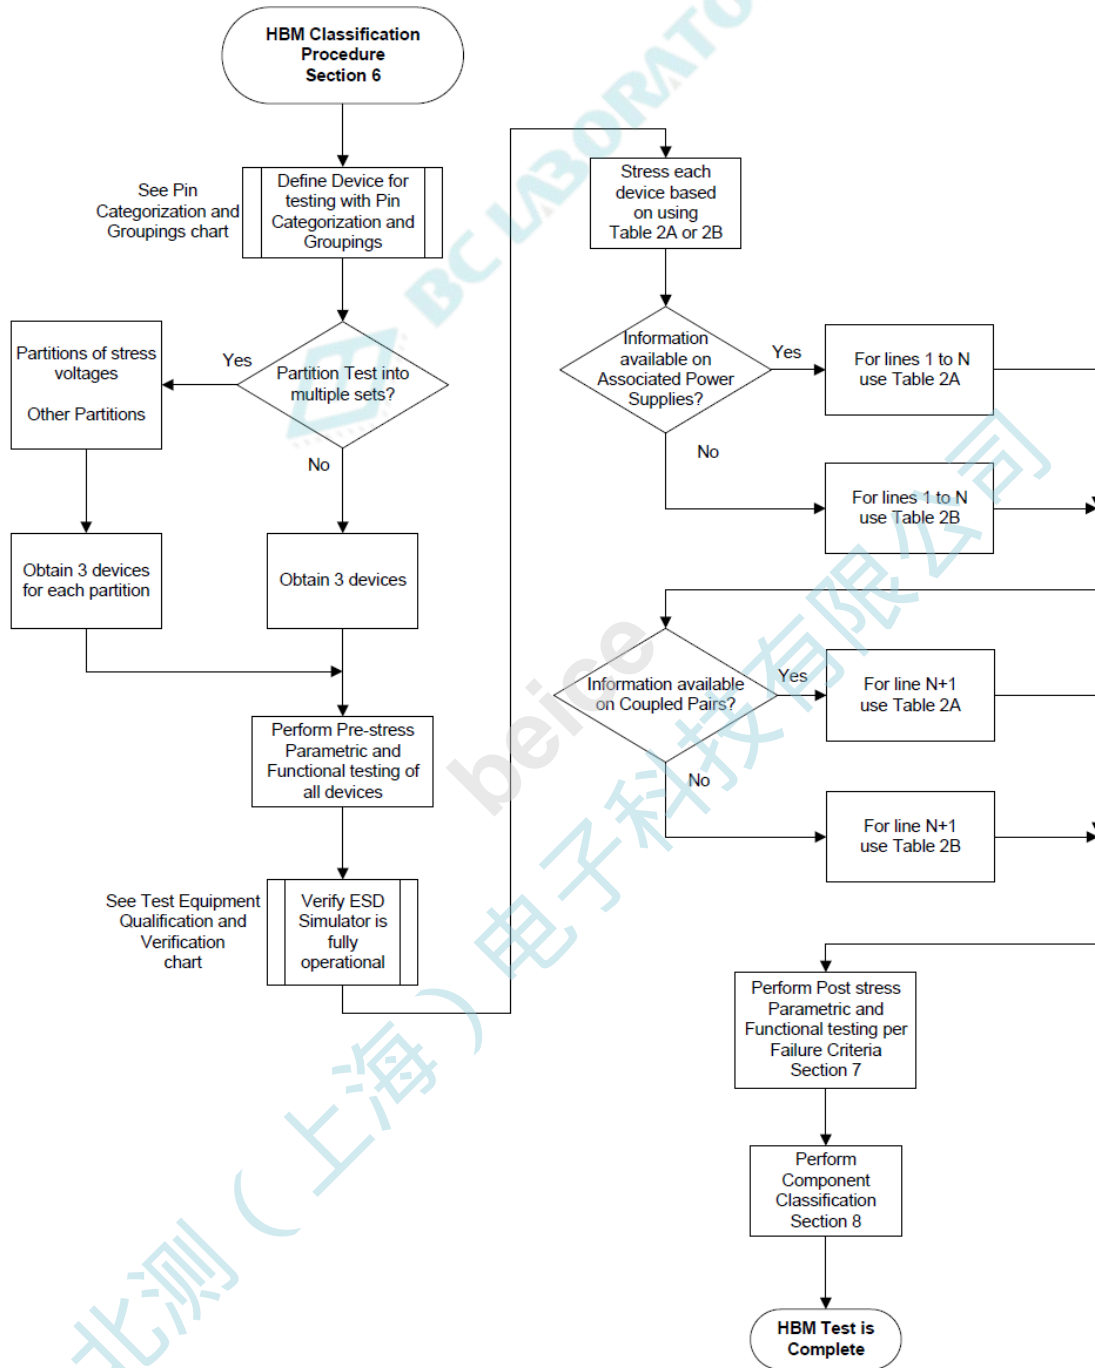 HBM Classification
Procedure
Section 6
See Pin
Categorization and
Groupings chart
Define Device for
testing with Pin
Categorization and
Groupings
Partition Test into
multiple sets?
Yes
No
Partitions of stress
voltages
Other Partitions
Obtain 3 devices
for each partition
Obtain 3 devices
Perform Pre-stress
Parametric and
Functional testing of
all devices
See Test Equipment
Qualification and
Verification
chart
Verify ESD
Simulator is
fully
operational
Stress each
device based
on using
Table 2A or 2B
Information
available on
Associated Power
Supplies?
Yes
No
For lines 1 to N
use Table 2A
For lines 1 to N
use Table 2B
Information available
on Coupled Pairs?
Yes
No
For line N+1
use Table 2A
For line N+1
use Table 2B
Perform Post stress
Parametric and
Functional testing per
Failure Criteria
Section 7
Perform
Component
Classification
Section 8
HBM Test is
Complete
BC LABORATO
beice
北测（上海）电子科技有限公司